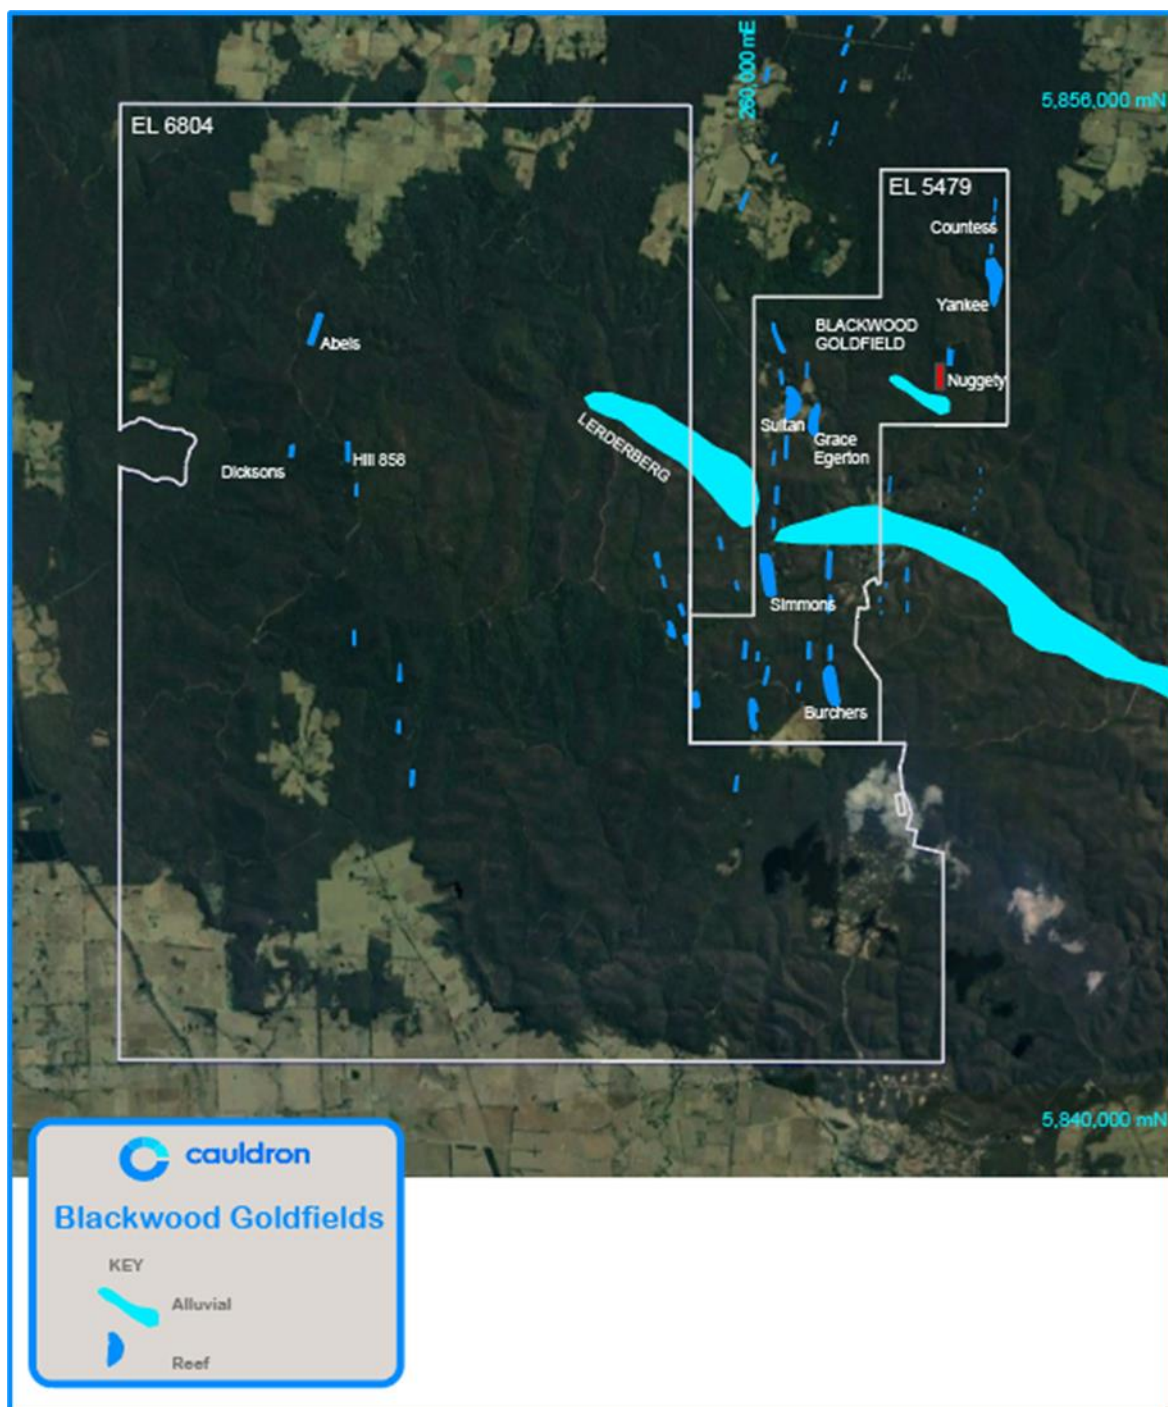 260,000 mE
5,856,000 mN
EL 6804
EL 5479
Countess
Yankee
BLACKWOOD
GOLDFIELD
Abels
Nuggety
LERDERBERG
Sultan
Grace
Egerton
Dicksons
Hill 858
Simmons
Burchers
5,840,000 mN
cauldron
Blackwood Goldfields
KEY
Alluvial
Reef